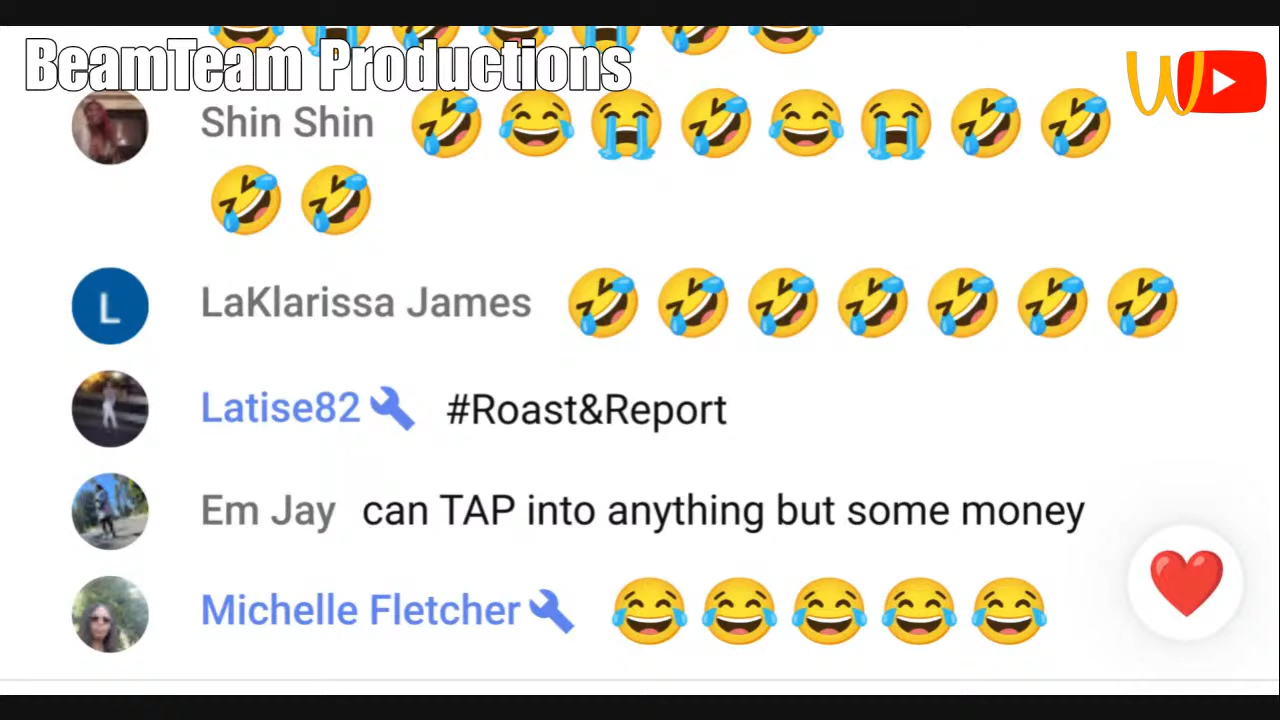 BeamTeam Productions
Shin Shin 🤣😂😭🤣😂😭🤣🤣
🤣🤣
L LaKlarissa James 🤣🤣🤣🤣🤣🤣🤣
Latise82 #Roast&Report
Em Jay can TAP into anything but some money
Michelle Fletcher 😂😂😂😂😂